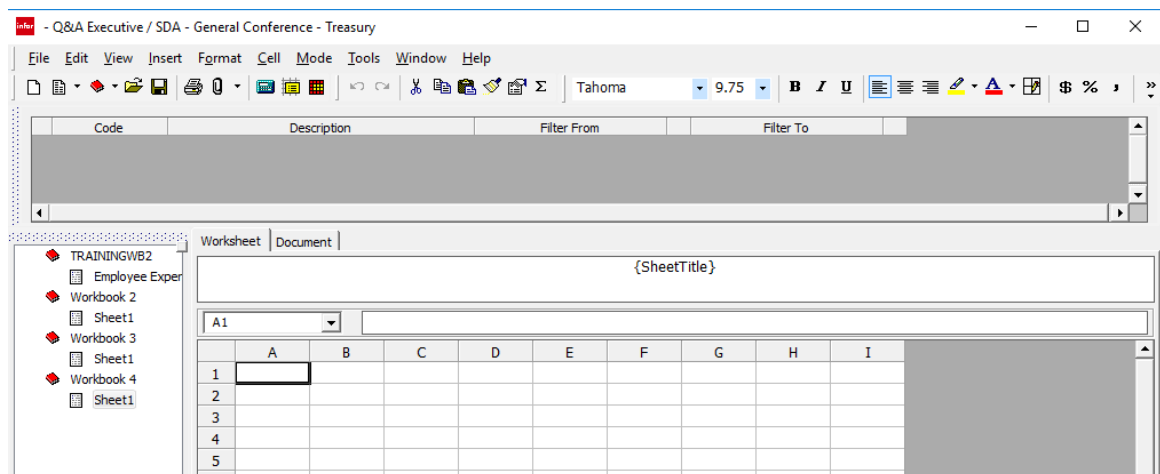 infor - Q&A Executive / SDA - General Conference - Treasury
File Edit View Insert Format Cell Mode Tools Window Help
Σ Tahoma 9.75 B I U A $ % , »
Code Description Filter From Filter To
Worksheet Document
TRAININGWB2
Employee Exper
Workbook 2
Sheet1
Workbook 3
Sheet1
Workbook 4
Sheet1
{SheetTitle}
A1
A B C D E F G H I
1
2
3
4
5